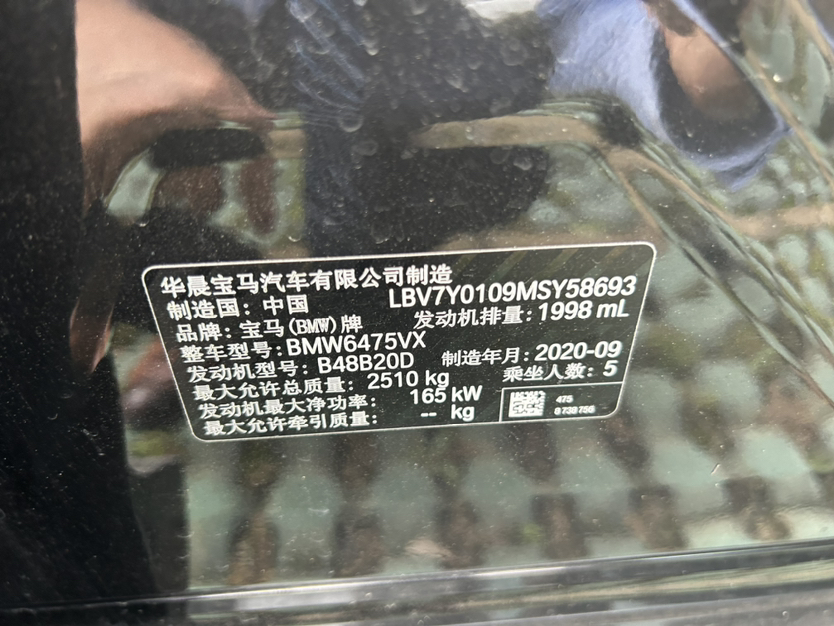 华晨宝马汽车有限公司制造
制造国：中国 LBV7Y0109MSY58693
品牌：宝马(BMW)牌 发动机排量：1998 mL
整车型号：BMW6475VX
发动机型号：B48B20D 制造年月：2020-09
最大允许总质量：2510 kg 乘坐人数：5
发动机最大净功率：165 kW
最大允许牵引质量：-- kg
475
8738756